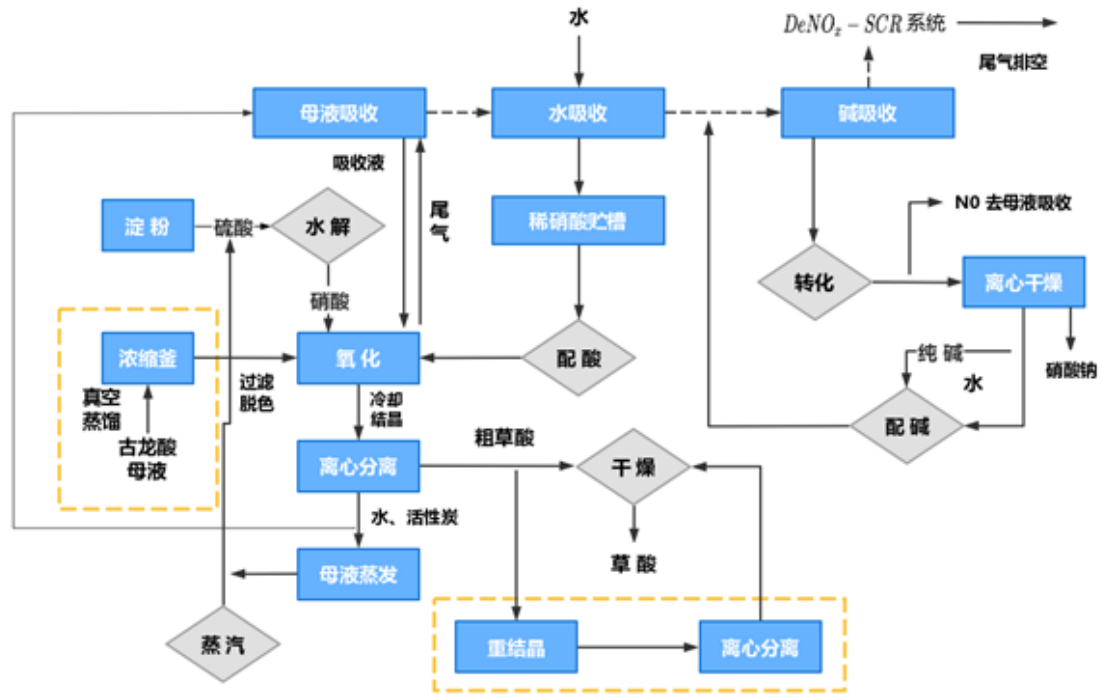 水
DeNOx－SCR系统
尾气排空
母液吸收
水吸收
碱吸收
吸收液
尾
气
淀 粉
硫酸
水 解
稀硝酸贮槽
N0 去母液吸收
转化
离心干燥
硝酸
浓缩釜
氧 化
配 酸
纯 碱
水
硝酸钠
真空
蒸馏
过滤
脱色
冷却
结晶
配 碱
古龙酸
母液
粗草酸
离心分离
干 燥
水、活性炭
草 酸
母液蒸发
蒸 汽
重结晶
离心分离